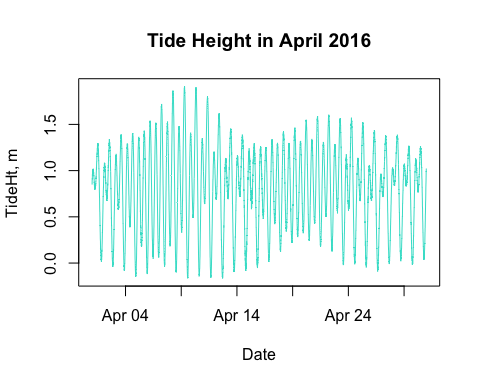 Tide Height in April 2016
TideHt, m
1.5
1.0
0.5
0.0
Apr 04
Apr 14
Apr 24
Date